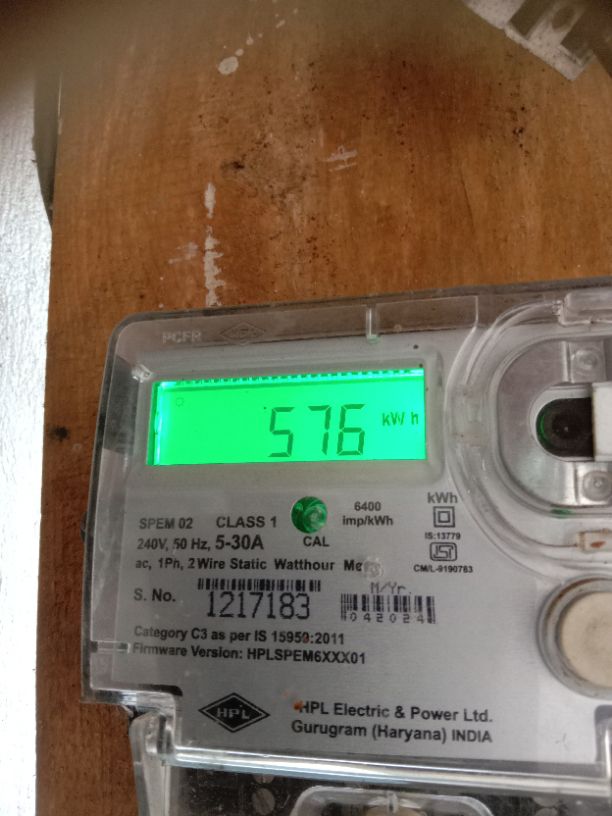 PCFR
576 kWh
SPEM 02 CLASS 1 6400 imp/kWh kWh
240V, 50 Hz, 5-30A CAL IS:13779
ac, 1Ph, 2 Wire Static Watthour CM/L-9190783
M/Yr.
S. No. 1217183 042024
Category C3 as per IS 15959:2011
Firmware Version: HPLSPEM6XXX01
HPL HPL Electric & Power Ltd.
Gurugram (Haryana) INDIA